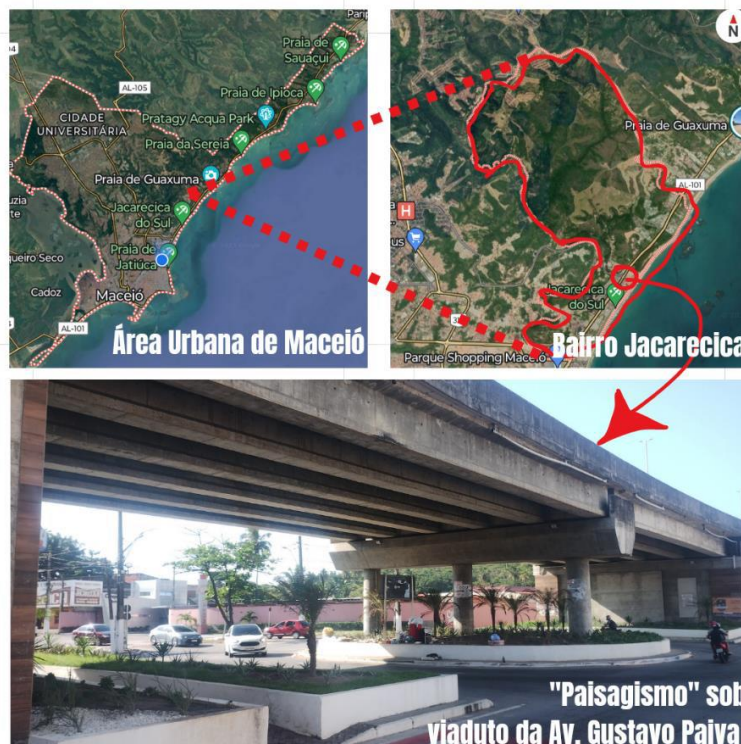 AL-105
CIDADE
UNIVERSITÁRIA
Praia de
Sauaçuí
Praia de Ipioca
Pratagy Acqua Park
Praia da Sereia
Praia de Guaxuma
Jacarecica
do Sul
Praia de
Jatiúca
queiro Seco
Cadoz
Maceió
AL-101
Área Urbana de Maceió
N
Praia de Guaxuma
AL-101
H
us
Jacarecica
do Sul
Parque Shopping Maceió
Bairro Jacarecica
"Paisagismo" sob
viaduto da Av. Gustavo Paiva